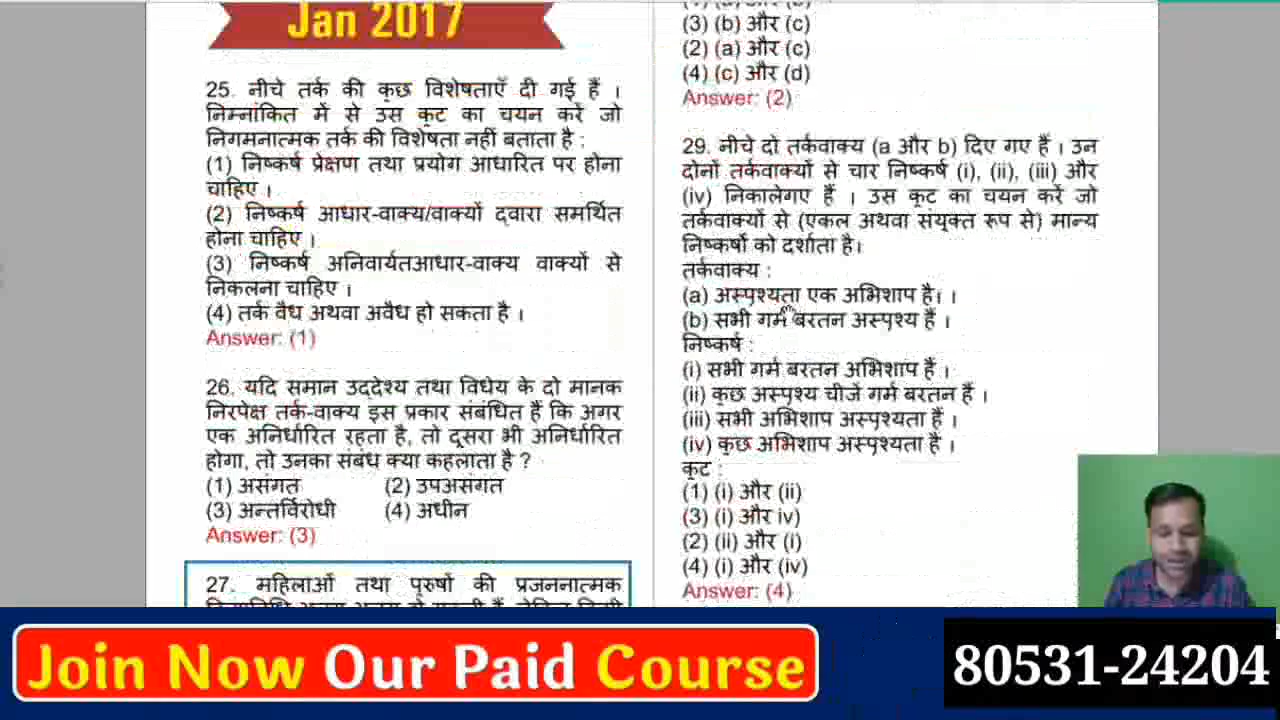 Jan 2017
25. नीचे तर्क की कुछ विशेषताएँ दी गई हैं ।
निम्नांकित में से उस कूट का चयन करें जो
निगमनात्मक तर्क की विशेषता नहीं बताता है :
(1) निष्कर्ष प्रेक्षण तथा प्रयोग आधारित पर होना
चाहिए ।
(2) निष्कर्ष आधार-वाक्य/वाक्यों द्वारा समर्थित
होना चाहिए ।
(3) निष्कर्ष अनिवार्यतआधार-वाक्य वाक्यों से
निकलना चाहिए ।
(4) तर्क वैध अथवा अवैध हो सकता है ।
Answer: (1)
26. यदि समान उद्देश्य तथा विधेय के दो मानक
निरपेक्ष तर्क-वाक्य इस प्रकार संबंधित हैं कि अगर
एक अनिर्धारित रहता है, तो दूसरा भी अनिर्धारित
होगा, तो उनका संबंध क्या कहलाता है ?
(1) असंगत (2) उपअसंगत
(3) अन्तर्विरोधी (4) अधीन
Answer: (3)
27. महिलाओं तथा पुरुषों की प्रजननात्मक
(3) (b) और (c)
(2) (a) और (c)
(4) (c) और (d)
Answer: (2)
29. नीचे दो तर्कवाक्य (a और b) दिए गए हैं । उन
दोनों तर्कवाक्यों से चार निष्कर्ष (i), (ii), (iii) और
(iv) निकालेगए हैं । उस कूट का चयन करें जो
तर्कवाक्यों से (एकल अथवा संयुक्त रूप से) मान्य
निष्कर्षों को दर्शाता है।
तर्कवाक्य :
(a) अस्पृश्यता एक अभिशाप है। ।
(b) सभी गर्म बरतन अस्पृश्य हैं ।
निष्कर्ष :
(i) सभी गर्म बरतन अभिशाप हैं ।
(ii) कुछ अस्पृश्य चीजें गर्म बरतन हैं ।
(iii) सभी अभिशाप अस्पृश्यता हैं ।
(iv) कुछ अभिशाप अस्पृश्यता है ।
कूट :
(1) (i) और (ii)
(3) (i) और iv)
(2) (ii) और (i)
(4) (i) और (iv)
Answer: (4)
Join Now Our Paid Course
80531-24204